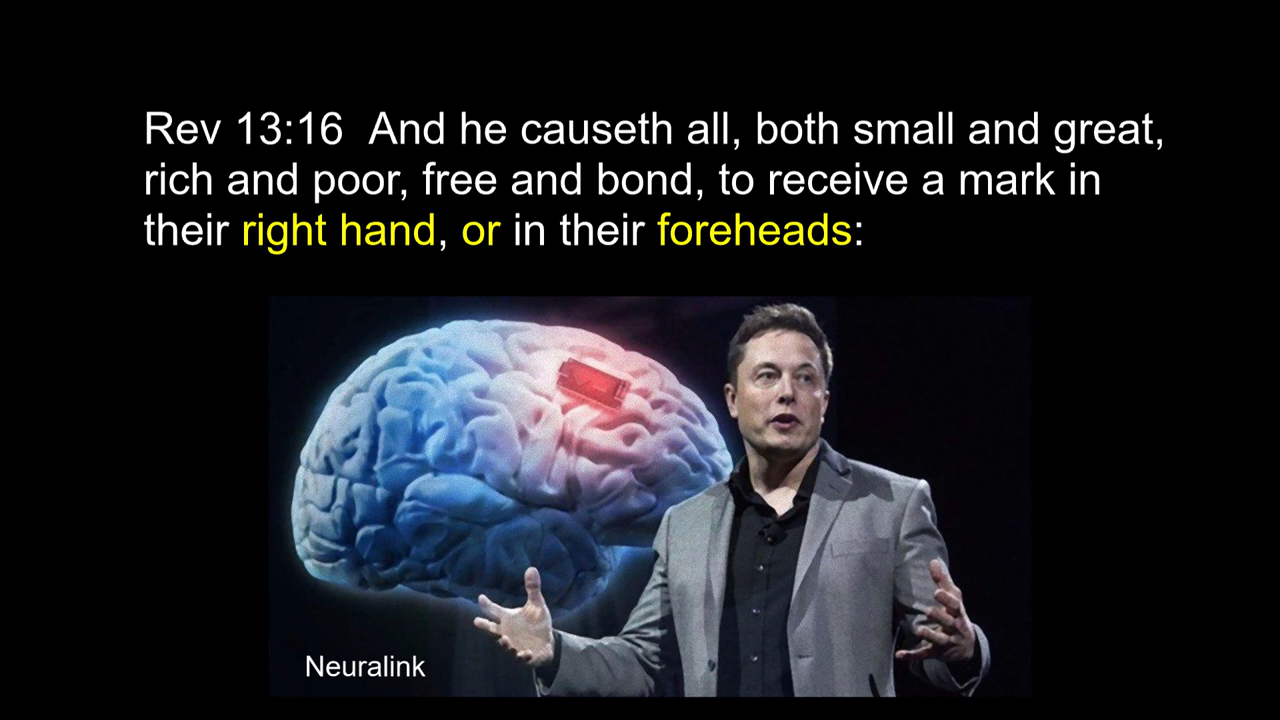 Rev 13:16  And he causeth all, both small and great,
rich and poor, free and bond, to receive a mark in
their right hand, or in their foreheads:
Neuralink